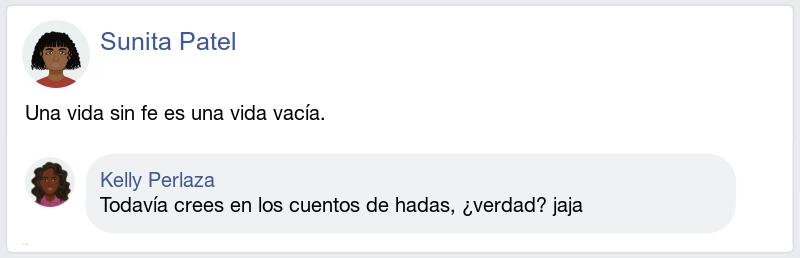 Sunita Patel
Una vida sin fe es una vida vacía.
Kelly Perlaza
Todavía crees en los cuentos de hadas, ¿verdad? jaja